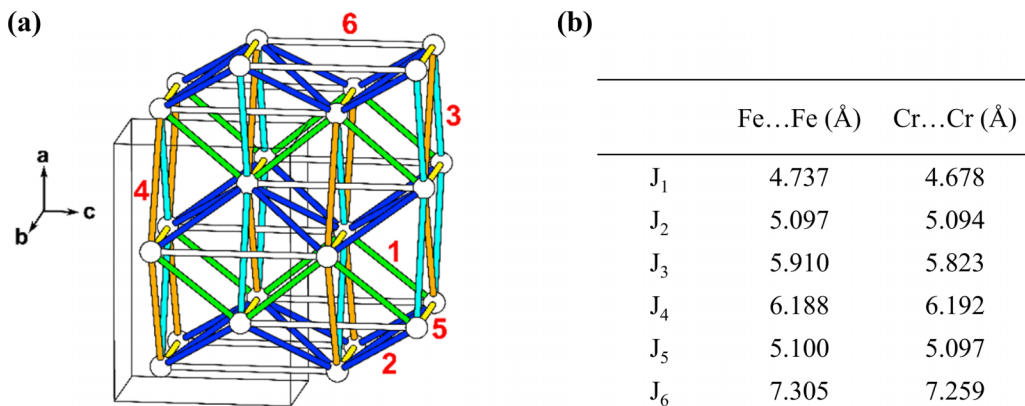 (a)
6
3
4
a
c
b
1
5
2
(b)
Fe...Fe (Å) Cr...Cr (Å)
J₁ 4.737 4.678
J₂ 5.097 5.094
J₃ 5.910 5.823
J₄ 6.188 6.192
J₅ 5.100 5.097
J₆ 7.305 7.259